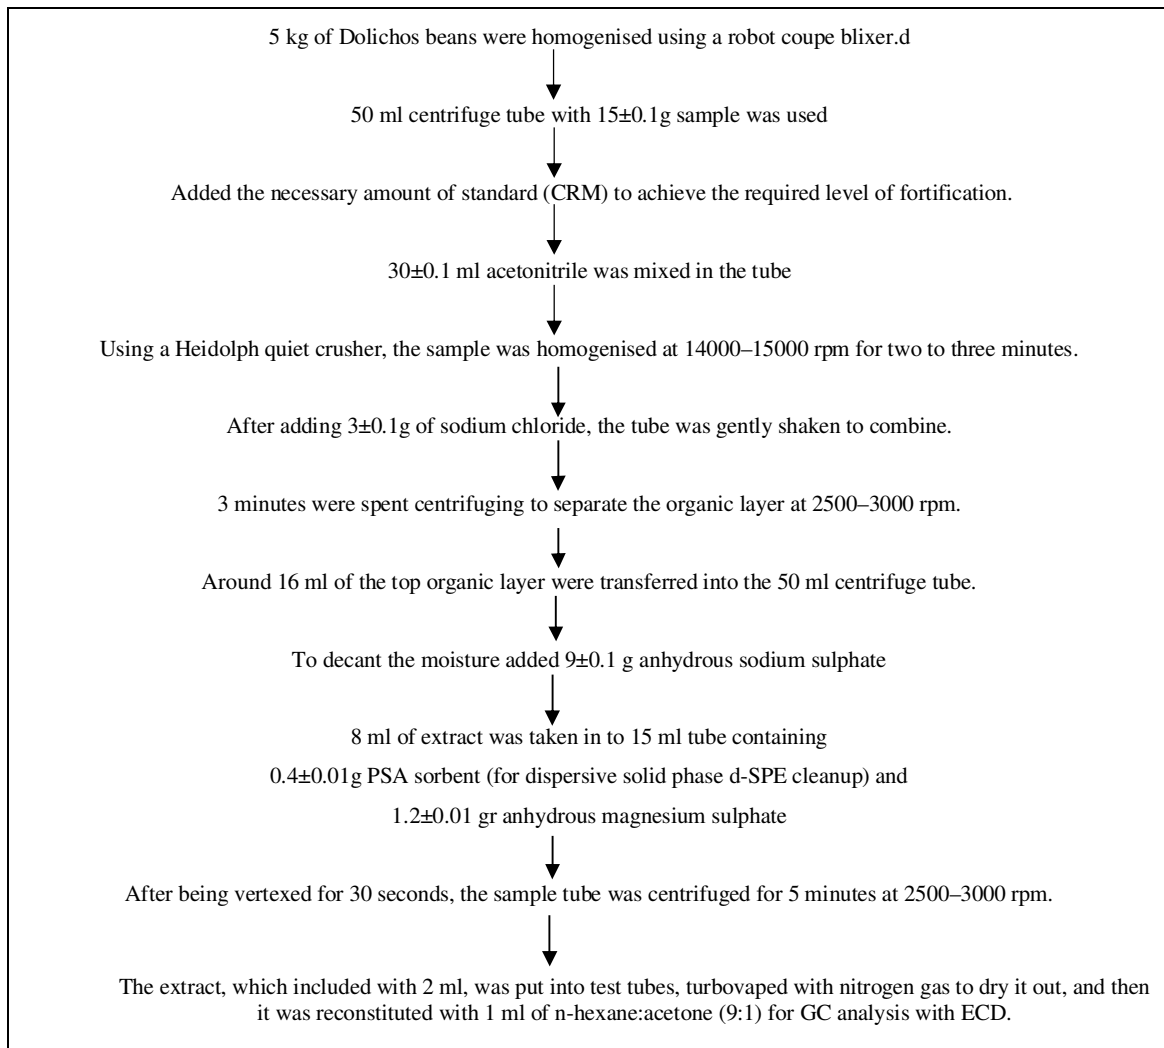 5 kg of Dolichos beans were homogenised using a robot coupe blixer.d
50 ml centrifuge tube with 15±0.1g sample was used
Added the necessary amount of standard (CRM) to achieve the required level of fortification.
30±0.1 ml acetonitrile was mixed in the tube
Using a Heidolph quiet crusher, the sample was homogenised at 14000–15000 rpm for two to three minutes.
After adding 3±0.1g of sodium chloride, the tube was gently shaken to combine.
3 minutes were spent centrifuging to separate the organic layer at 2500–3000 rpm.
Around 16 ml of the top organic layer were transferred into the 50 ml centrifuge tube.
To decant the moisture added 9±0.1 g anhydrous sodium sulphate
8 ml of extract was taken in to 15 ml tube containing
0.4±0.01g PSA sorbent (for dispersive solid phase d-SPE cleanup) and
1.2±0.01 gr anhydrous magnesium sulphate
After being vertexed for 30 seconds, the sample tube was centrifuged for 5 minutes at 2500–3000 rpm.
The extract, which included with 2 ml, was put into test tubes, turbovaped with nitrogen gas to dry it out, and then
it was reconstituted with 1 ml of n-hexane:acetone (9:1) for GC analysis with ECD.